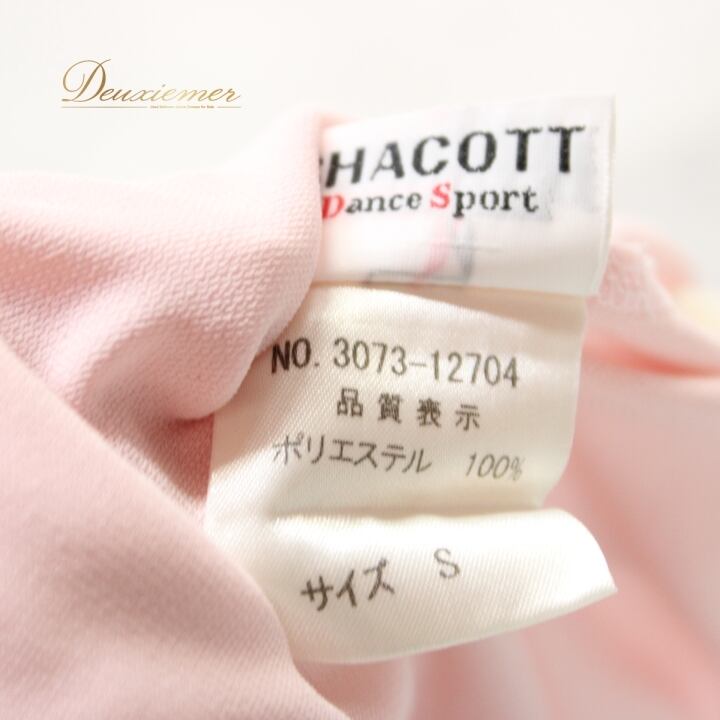 Deuxiemer
CHACOTT
Dance Sport
NO. 3073-12704
品質表示
ポリエステル 100%
サイズ S